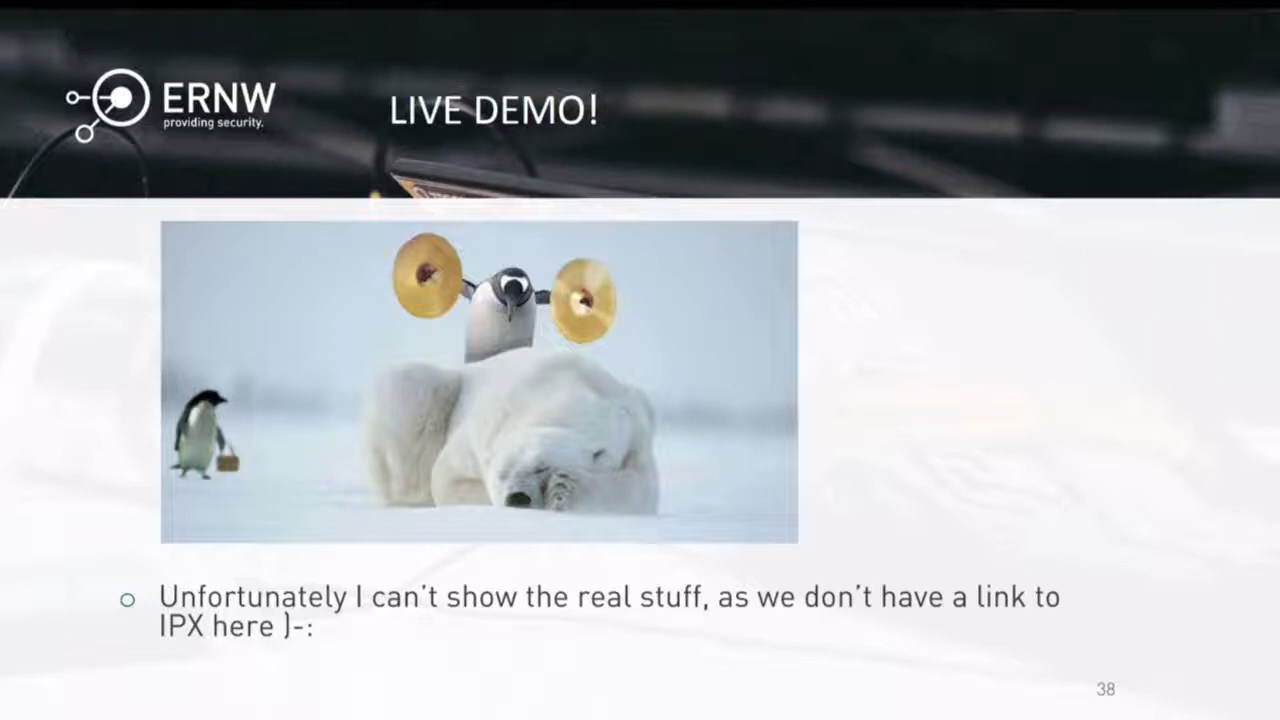 ERNW
providing security.
LIVE DEMO!
Unfortunately I can't show the real stuff, as we don't have a link to
IPX here )-:
38